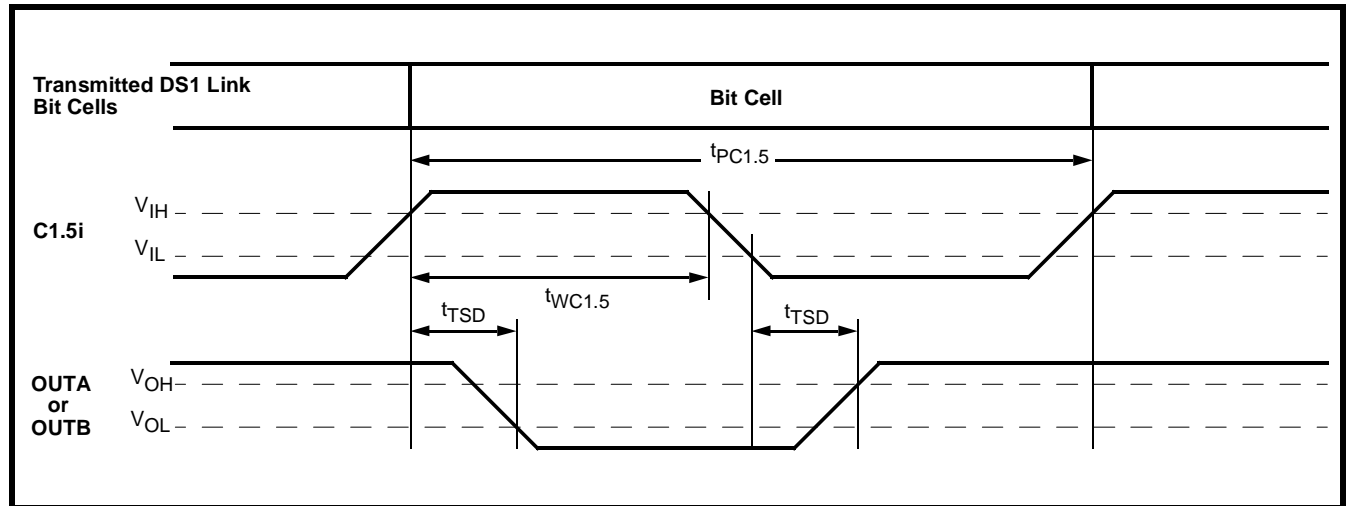 Transmitted DS1 Link
Bit Cells
Bit Cell
tPC1.5
VIH
C1.5i
VIL
tWC1.5
tTSD
tTSD
OUTA
or
OUTB
VOH
VOL